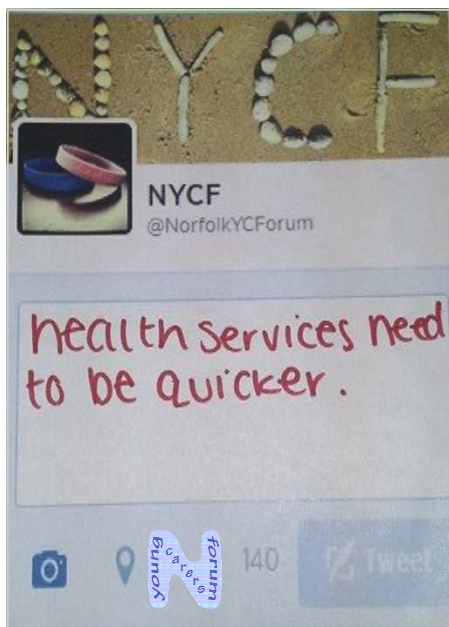 NYCF
NYCF
@NorfolkYCForum
health services need
to be quicker.
young carers forum
N
140
Tweet